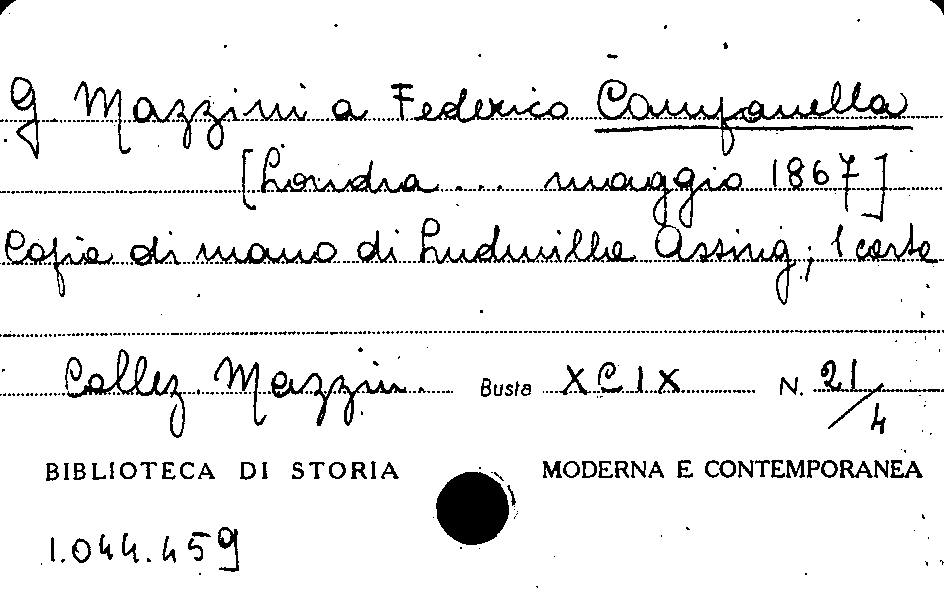 G Mazzini a Federico Campanella
[Londra ... maggio 1867]
Copia di mano di Ludmilla Assing; 1 carta
Collez. Mazzini. Busta XCIX N. 21/4
BIBLIOTECA DI STORIA MODERNA E CONTEMPORANEA
1.044.459